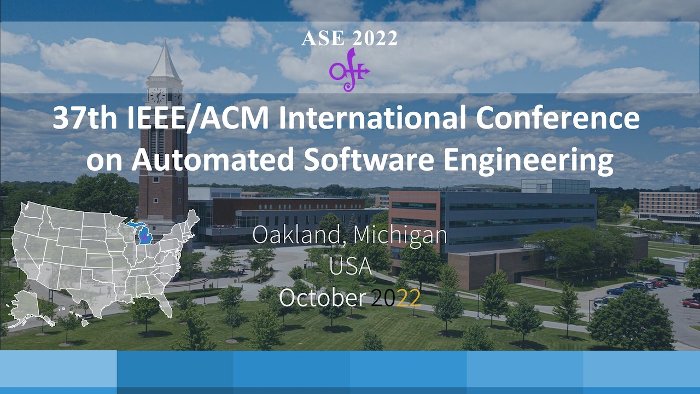 ASE 2022
37th IEEE/ACM International Conference
on Automated Software Engineering
Oakland, Michigan
USA
October 2022